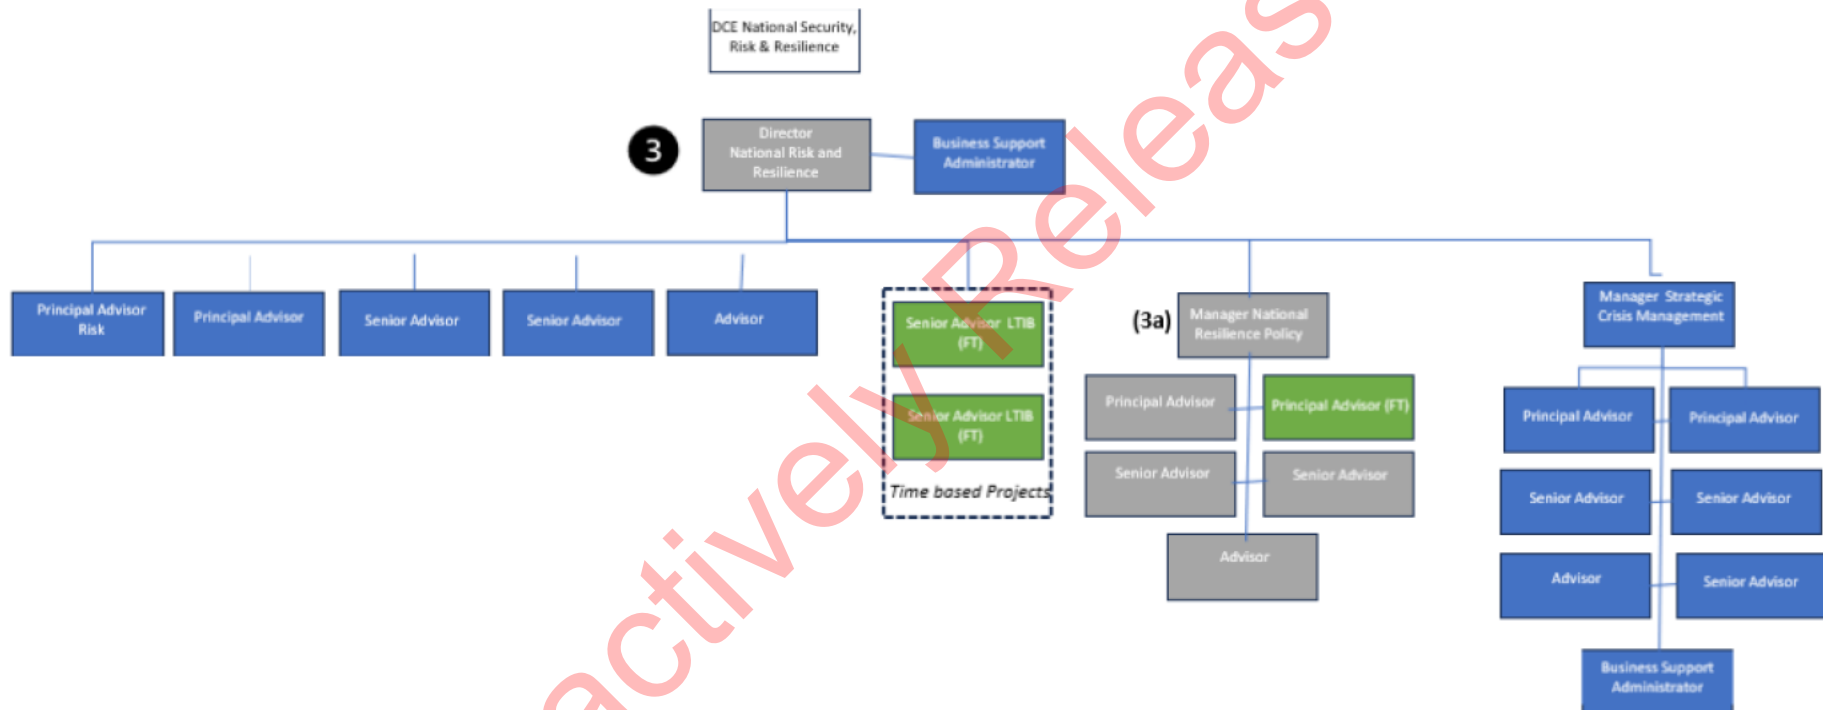 DCE National Security,
Risk & Resilience
3
Director
National Risk and
Resilience
Business Support
Administrator
Principal Advisor
Risk
Principal Advisor
Senior Advisor
Senior Advisor
Advisor
Senior Advisor LTIB
(FT)
Senior Advisor LTIB
(FT)
Time based Projects
(3a)
Manager National
Resilience Policy
Principal Advisor
Principal Advisor (FT)
Senior Advisor
Senior Advisor
Advisor
Manager Strategic
Crisis Management
Principal Advisor
Principal Advisor
Senior Advisor
Senior Advisor
Advisor
Senior Advisor
Business Support
Administrator
actively Releas